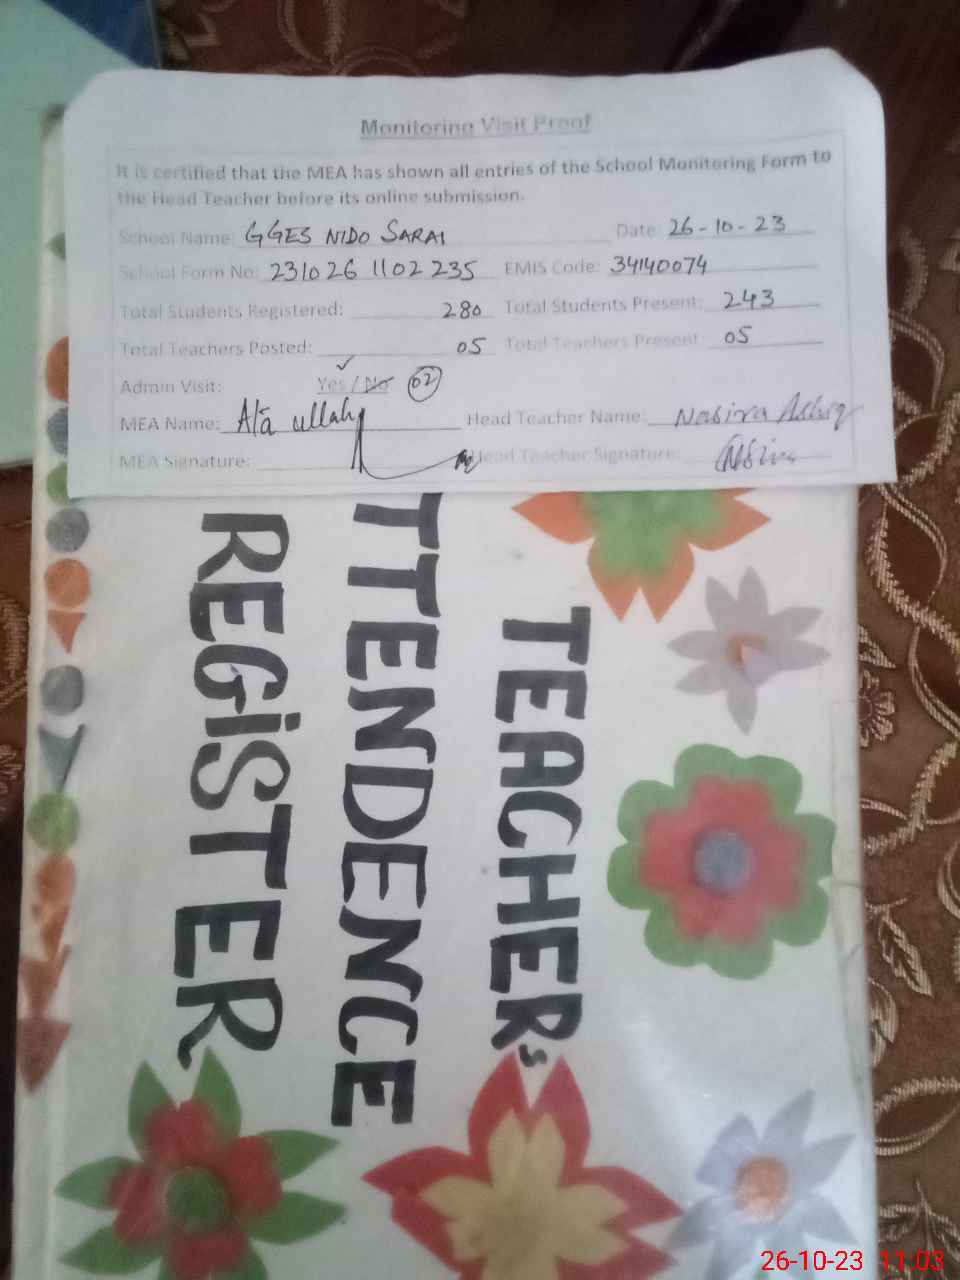 Monitoring Visit Proof
It is certified that the MEA has shown all entries of the School Monitoring Form to
the Head Teacher before its online submission.
School Name: GGES NIDO SARAI Date: 26-10-23
School Form No: 231026 1102 235 EMIS Code: 34140074
Total Students Registered: 280 Total Students Present: 243
Total Teachers Posted: 05 Total Teachers Present: 05
Admin Visit: Yes / No 02
MEA Name: Ata ullah Head Teacher Name: Nasira
MEA Signature: Head Teacher Signature:
TEACHERs
TTENDENCE
REGiSTER
26-10-23 11:03